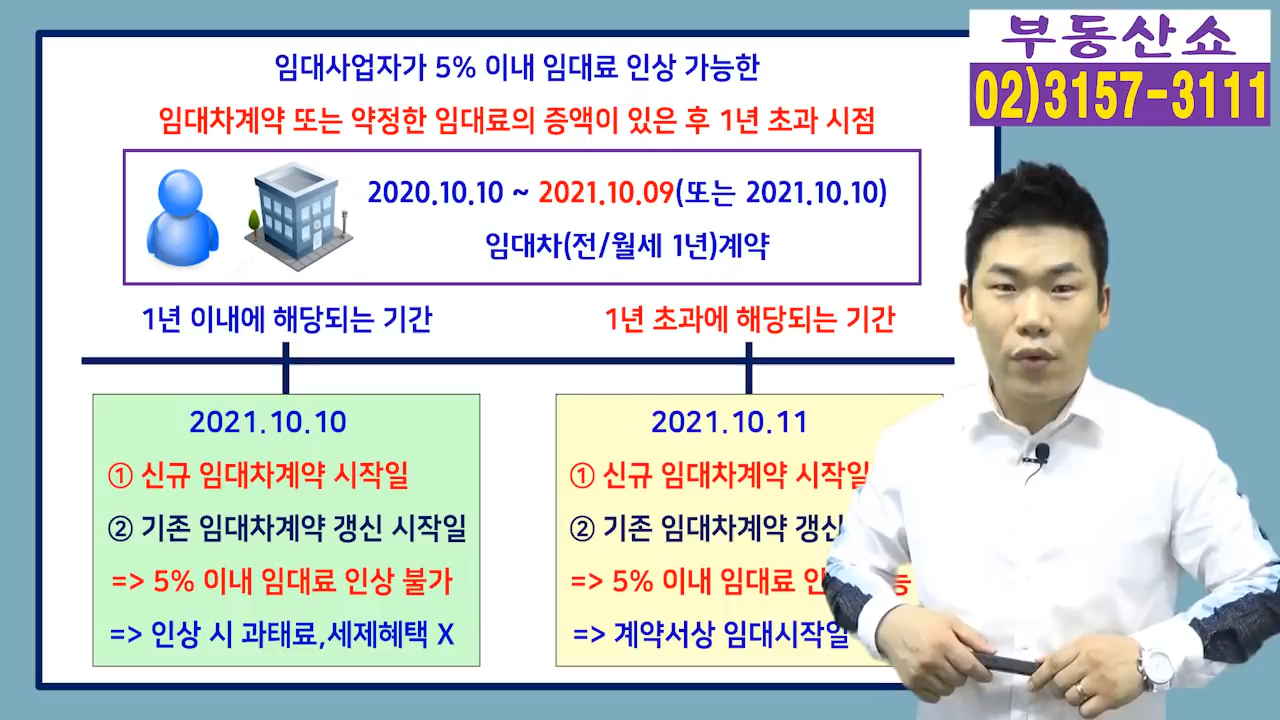 부동산쇼
02)3157-3111
임대사업자가 5% 이내 임대료 인상 가능한
임대차계약 또는 약정한 임대료의 증액이 있은 후 1년 초과 시점
2020.10.10 ~ 2021.10.09(또는 2021.10.10)
임대차(전/월세 1년)계약
1년 이내에 해당되는 기간
1년 초과에 해당되는 기간
2021.10.10
① 신규 임대차계약 시작일
② 기존 임대차계약 갱신 시작일
=> 5% 이내 임대료 인상 불가
=> 인상 시 과태료,세제혜택 X
2021.10.11
① 신규 임대차계약 시작일
② 기존 임대차계약 갱신
=> 5% 이내 임대료
=> 계약서상 임대시작일